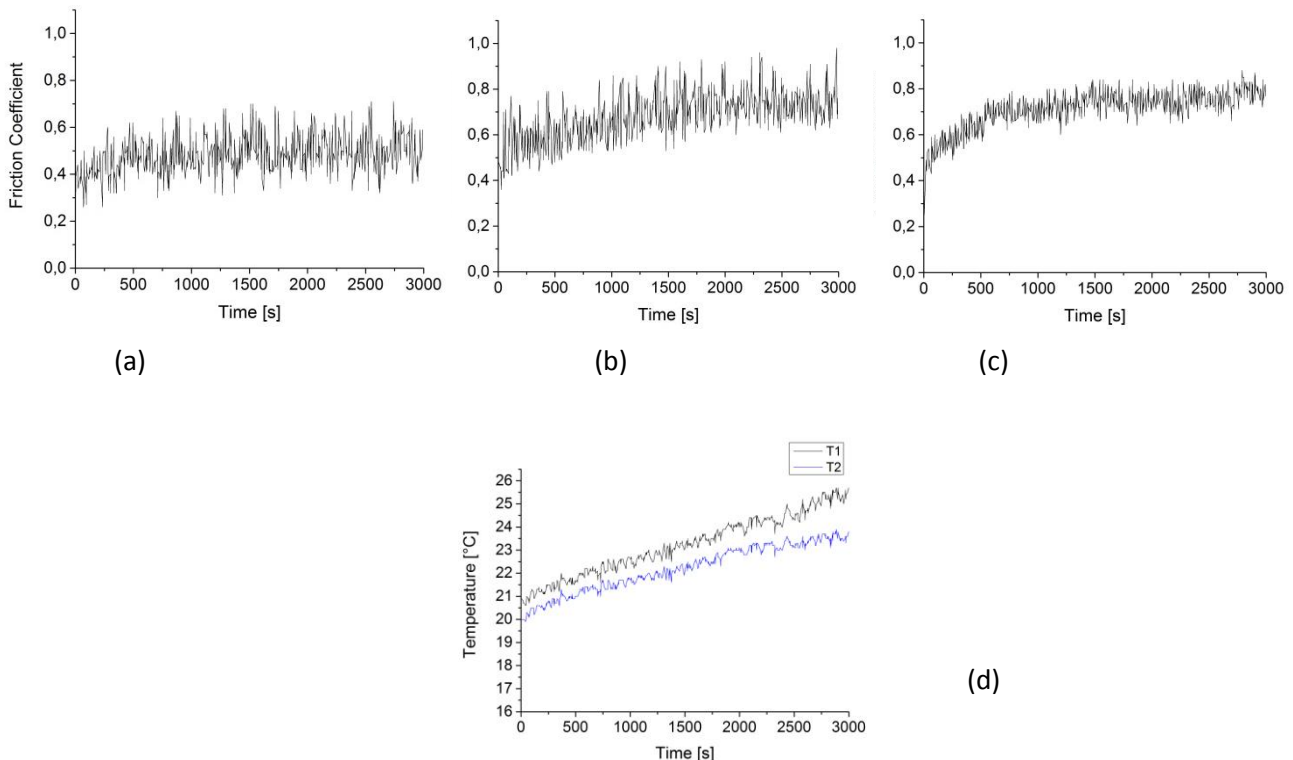 1,0 1,0 1,0
0,8 0,8 0,8
0,6 0,6 0,6
0,4 0,4 0,4
0,2 0,2 0,2
0,0 0,0 0,0
Friction Coefficient
0 500 1000 1500 2000 2500 3000
0 500 1000 1500 2000 2500 3000
0 500 1000 1500 2000 2500 3000
Time [s] Time [s] Time [s]
(a) (b) (c)
T1
T2
26
25
24
23
22
21
20
19
18
17
16
Temperature [°C]
0 500 1000 1500 2000 2500 3000
Time [s]
(d)